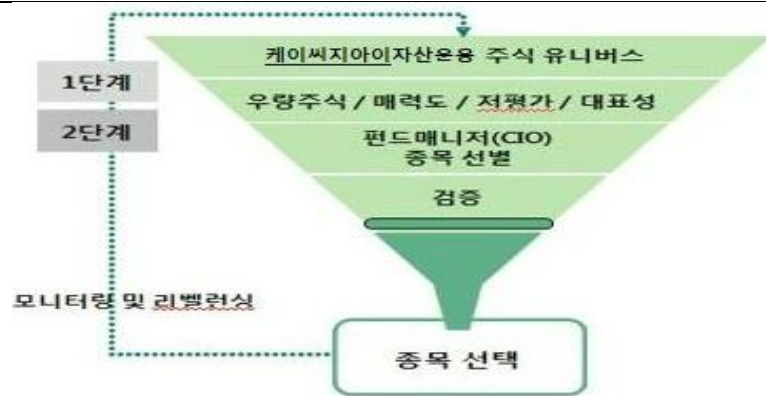 케이씨지아이자산운용 주식 유니버스
1단계
우량주식 / 매력도 / 저평가 / 대표성
2단계
펀드매니저(CIO)
종목 선별
검증
모니터링 및 리밸런싱
종목 선택